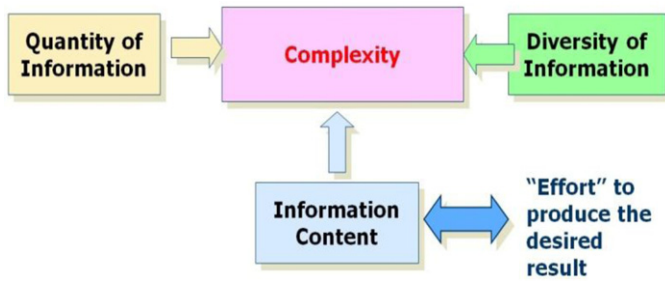 Quantity of
Information
Complexity
Diversity of
Information
Information
Content
"Effort" to
produce the
desired
result